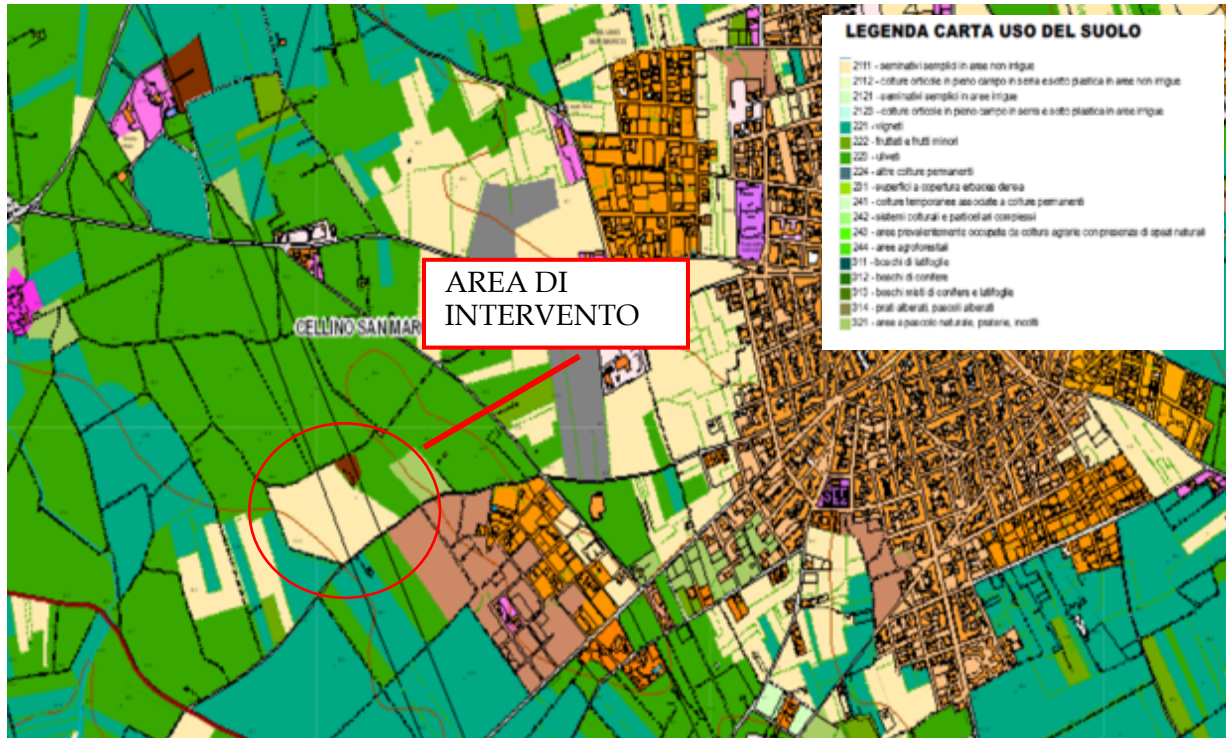 LEGENDA CARTA USO DEL SUOLO
2111 - seminativi semplici in aree non irrigue
2112 - colture orticole in pieno campo in serra e sotto plastica in aree non irrigue
2121 - seminativi semplici in aree irrigue
2123 - colture orticole in pieno campo in serra e sotto plastica in aree irrigue
221 - vigneti
222 - frutteti e frutti minori
223 - uliveti
224 - altre colture permanenti
231 - superfici a copertura erbacea densa
241 - colture temporanee associate a colture permanenti
242 - sistemi colturali e particellari complessi
243 - aree prevalentemente occupate da colture agrarie con presenza di spazi naturali
244 - aree agroforestali
311 - boschi di latifoglie
312 - boschi di conifere
313 - boschi misti di conifere e latifoglie
314 - prati alberati, pascoli alberati
321 - aree a pascolo naturale, praterie, incolti
AREA DI
INTERVENTO
CELLINO SAN MAR